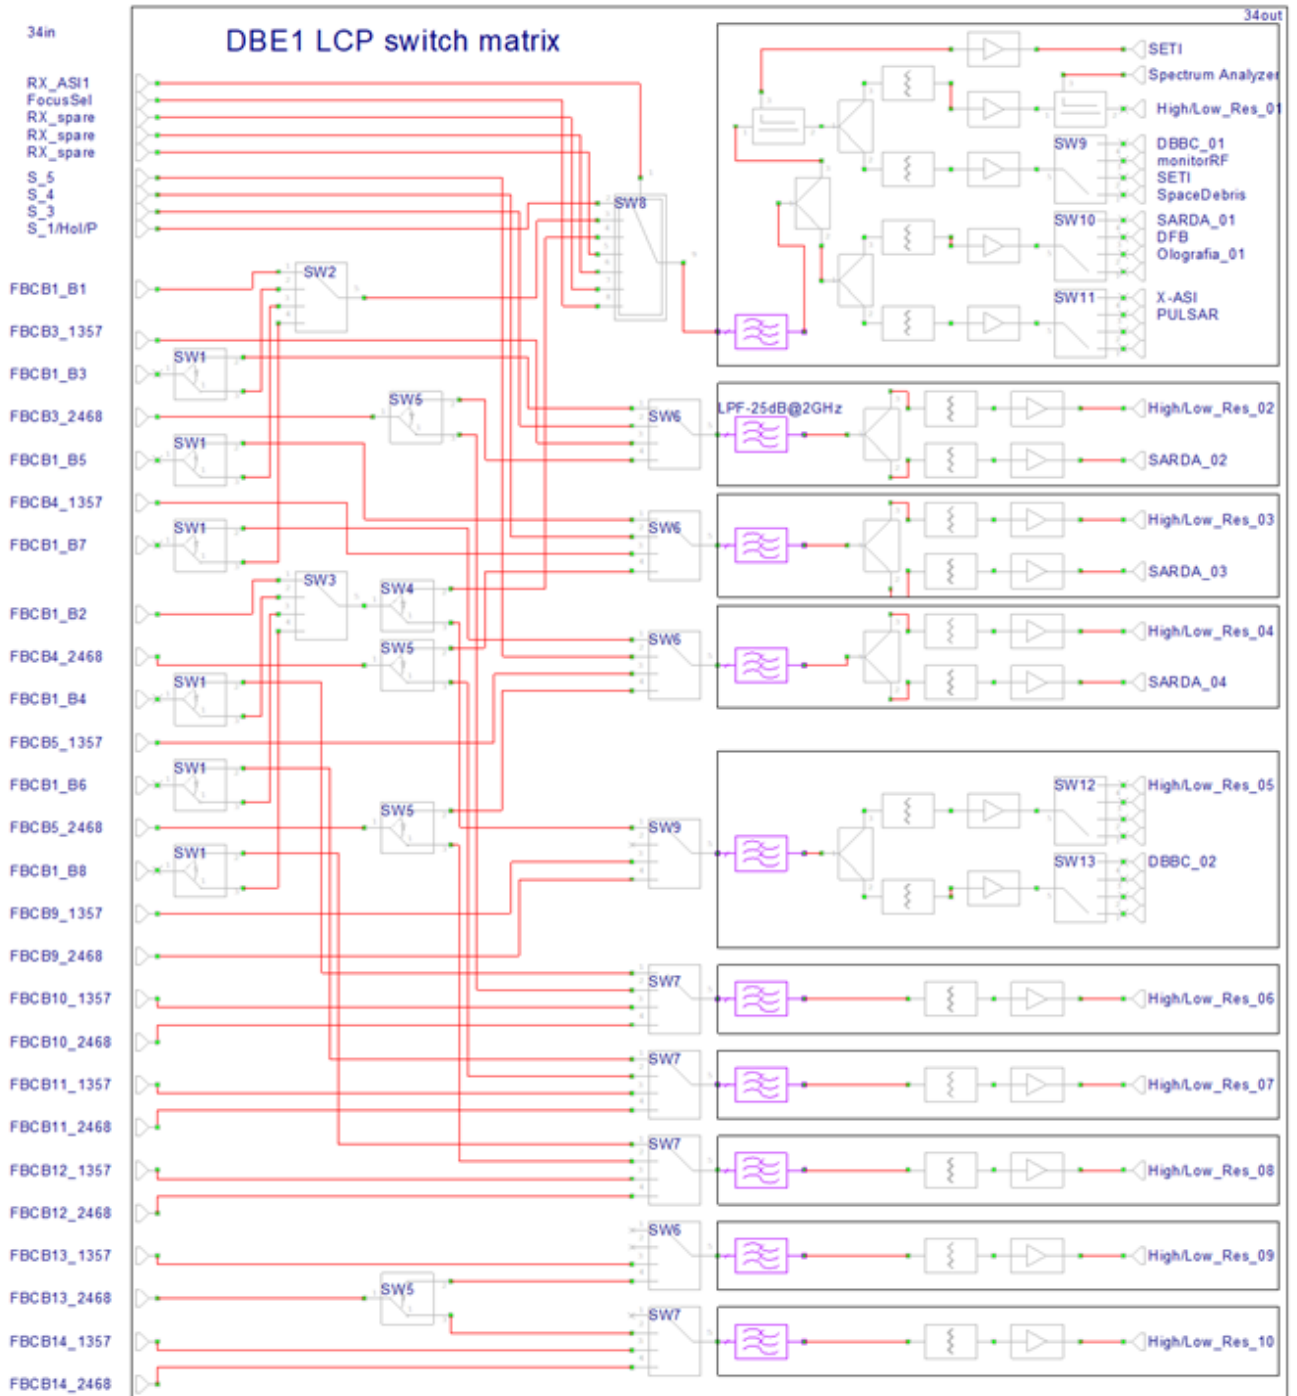 34in
34out
DBE1 LCP switch matrix
RX_ASI1
FocusSel
RX_spare
RX_spare
RX_spare
S_5
S_4
S_3
S_1/Hol/P
FBCB1_B1
FBCB3_1357
FBCB1_B3
FBCB3_2468
FBCB1_B5
FBCB4_1357
FBCB1_B7
FBCB1_B2
FBCB4_2468
FBCB1_B4
FBCB5_1357
FBCB1_B6
FBCB5_2468
FBCB1_B8
FBCB9_1357
FBCB9_2468
FBCB10_1357
FBCB10_2468
FBCB11_1357
FBCB11_2468
FBCB12_1357
FBCB12_2468
FBCB13_1357
FBCB13_2468
FBCB14_1357
FBCB14_2468
SW2
SW1
SW1
SW1
SW3
SW1
SW1
SW1
SW5
SW4
SW5
SW5
SW5
SW8
SW6
SW6
SW6
SW9
SW7
SW7
SW7
SW6
SW7
SETI
Spectrum Analyzer
High/Low_Res_01
SW9
DBBC_01
monitorRF
SETI
SpaceDebris
SW10
SARDA_01
DFB
Olografia_01
SW11
X-ASI
PULSAR
LPF-25dB@2GHz
High/Low_Res_02
SARDA_02
High/Low_Res_03
SARDA_03
High/Low_Res_04
SARDA_04
SW12
High/Low_Res_05
SW13
DBBC_02
High/Low_Res_06
High/Low_Res_07
High/Low_Res_08
High/Low_Res_09
High/Low_Res_10